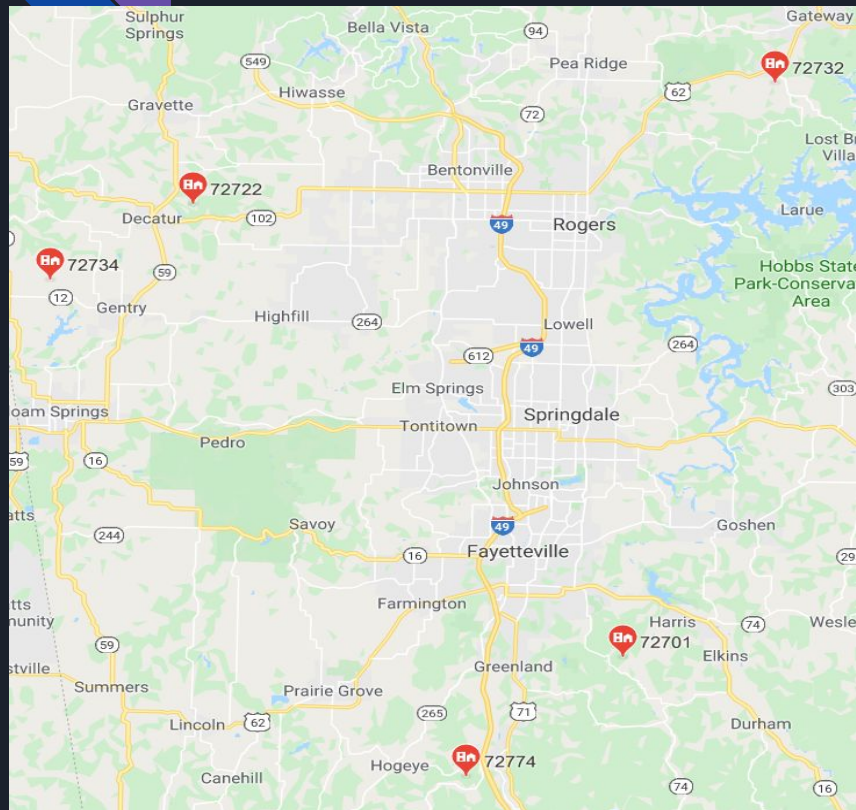 Sulphur
Springs
Bella Vista
94
Gateway
549
Pea Ridge
72732
Hiwasse
62
Gravette
72
Lost Br
Villa
Bentonville
72722
Decatur
102
49
Rogers
Larue
72734
59
Hobbs State
Park-Conserva
Area
12
Gentry
Highfill
264
Lowell
612
49
264
Elm Springs
303
oam Springs
Springdale
Tontitown
Pedro
59
16
Johnson
atts
Savoy
49
Goshen
244
16
Fayetteville
29
tts
munity
Farmington
Harris
74
Wesle
59
72701
Elkins
stville
Greenland
Summers
Prairie Grove
265
71
Lincoln
62
Durham
Hogeye
72774
Canehill
74
16